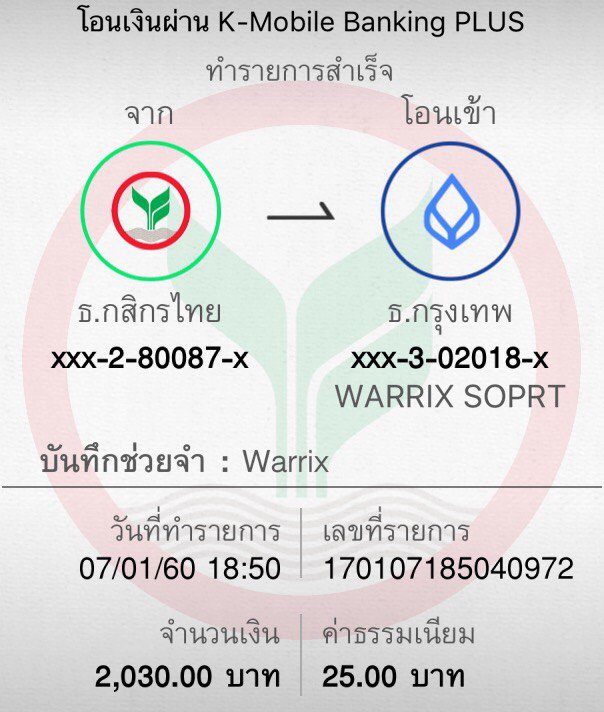 โอนเงินผ่าน K-Mobile Banking PLUS
ทำรายการสำเร็จ
จาก
โอนเข้า
ธ.กสิกรไทย
ธ.กรุงเทพ
xxx-2-80087-x
xxx-3-02018-x
WARRIX SOPRT
บันทึกช่วยจำ : Warrix
วันที่ทำรายการ
เลขที่รายการ
07/01/60 18:50
170107185040972
จำนวนเงิน
ค่าธรรมเนียม
2,030.00 บาท
25.00 บาท